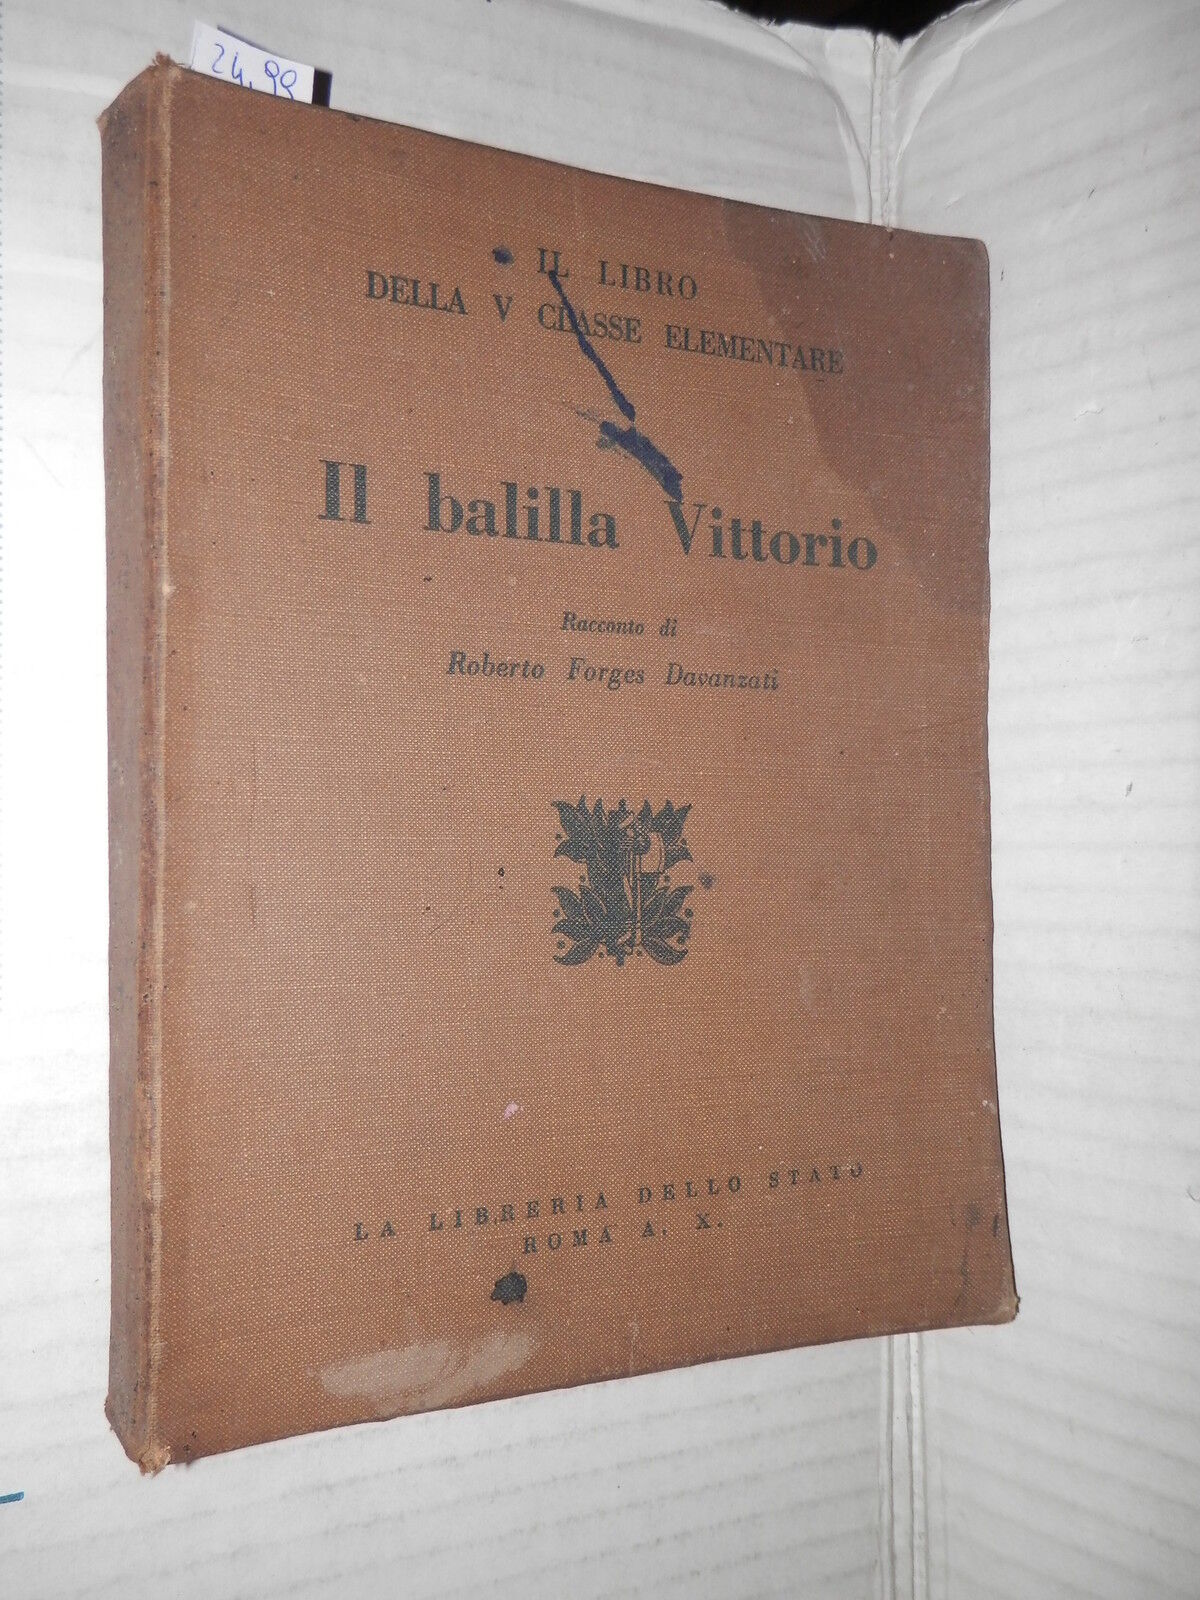 24,99
IL LIBRO
DELLA V CLASSE ELEMENTARE
Il balilla Vittorio
Racconto di
Roberto Forges Davanzati
LA LIBRERIA DELLO STATO
ROMA A. X.